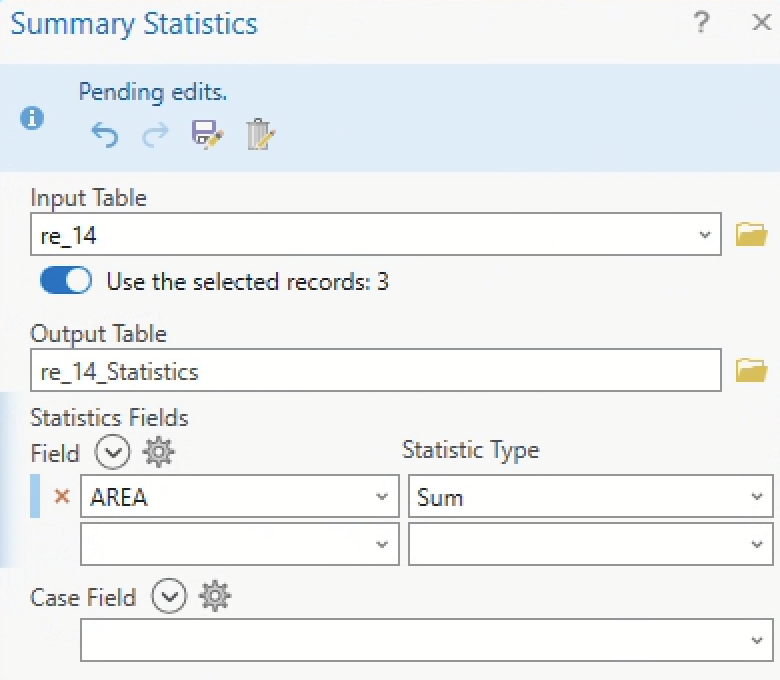 Summary Statistics ? ×
Pending edits.
Input Table
re_14
Use the selected records: 3
Output Table
re_14_Statistics
Statistics Fields
Field Statistic Type
AREA Sum
Case Field